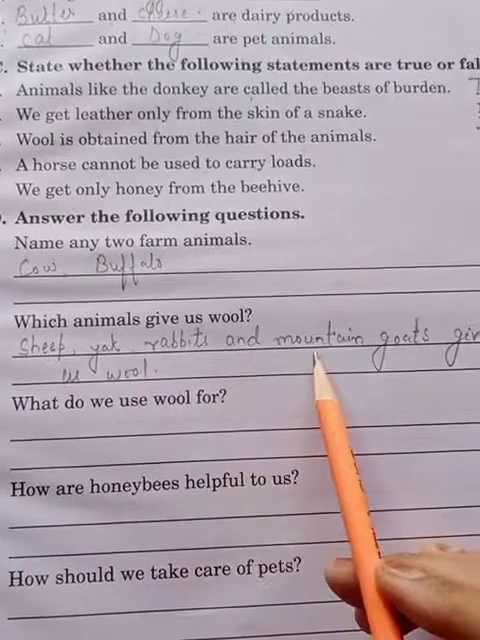 Butter and are dairy products.
cat and Dog are pet animals.
C. State whether the following statements are true or fal
Animals like the donkey are called the beasts of burden. T
We get leather only from the skin of a snake.
Wool is obtained from the hair of the animals.
A horse cannot be used to carry loads.
We get only honey from the beehive.
D. Answer the following questions.
Name any two farm animals.
Cow, Buffalo
Which animals give us wool?
Sheep, yak rabbits and mountain goats giv
us wool.
What do we use wool for?
How are honeybees helpful to us?
How should we take care of pets?